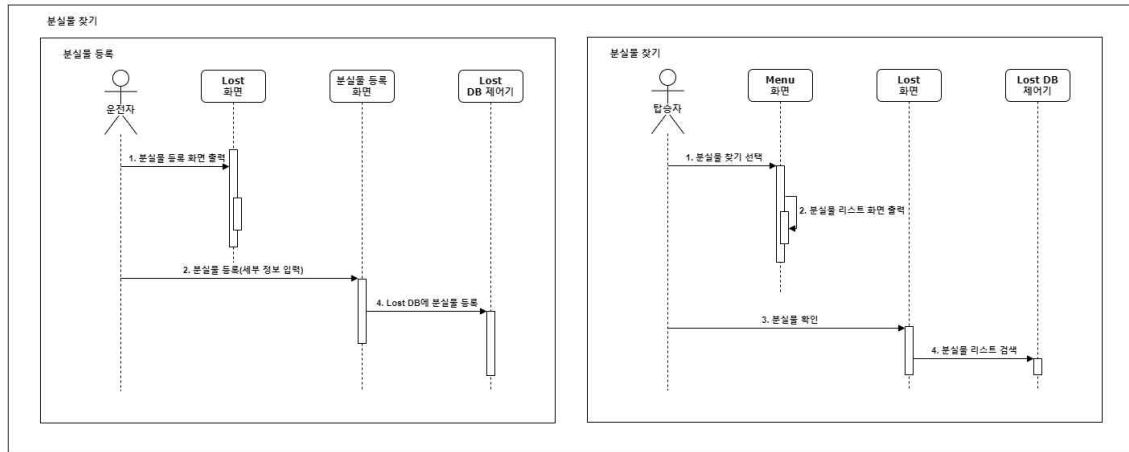 분실물 찾기
분실물 등록
운전자
Lost
화면
분실물 등록
화면
Lost
DB 제어기
1. 분실물 등록 화면 출력
2. 분실물 등록(세부 정보 입력)
4. Lost DB에 분실물 등록
분실물 찾기
탑승자
Menu
화면
Lost
화면
Lost DB
제어기
1. 분실물 찾기 선택
2. 분실물 리스트 화면 출력
3. 분실물 확인
4. 분실물 리스트 검색